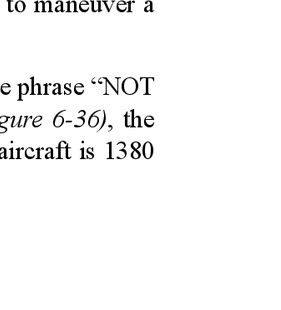 to maneuver a
e phrase “NOT
gure 6-36), the
aircraft is 1380